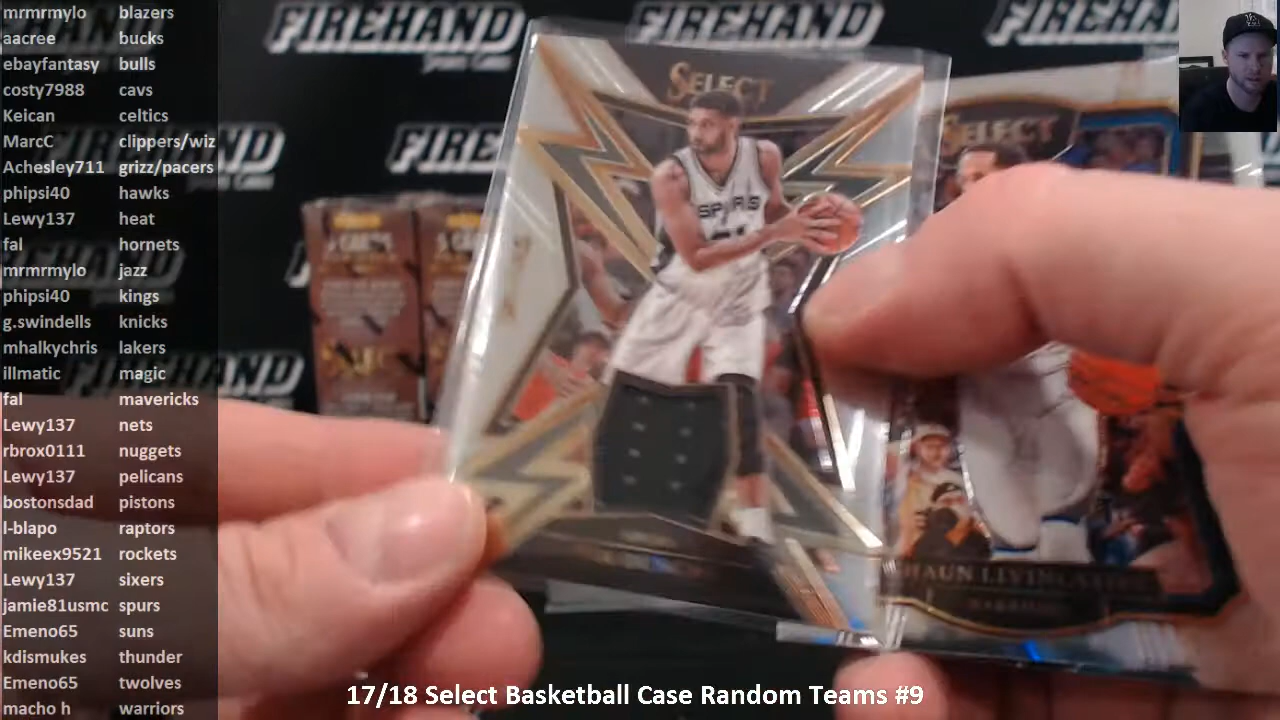 mrmrmylo blazers
aacree bucks
ebayfantasy bulls
costy7988 cavs
Keican celtics
MarcC clippers/wiz
Achesley711 grizz/pacers
phipsi40 hawks
Lewy137 heat
fal hornets
mrmrmylo jazz
phipsi40 kings
g.swindells knicks
mhalkychris lakers
illmatic magic
fal mavericks
Lewy137 nets
rbrox0111 nuggets
Lewy137 pelicans
bostonsdad pistons
l-blapo raptors
mikeex9521 rockets
Lewy137 sixers
jamie81usmc spurs
Emeno65 suns
kdismukes thunder
Emeno65 twolves
macho h warriors
FIREHAND
FIREHAND
FIREHAND
FIREHAND
FIREHAND
SELECT
SPURS
SELECT
17/18 Select Basketball Case Random Teams #9